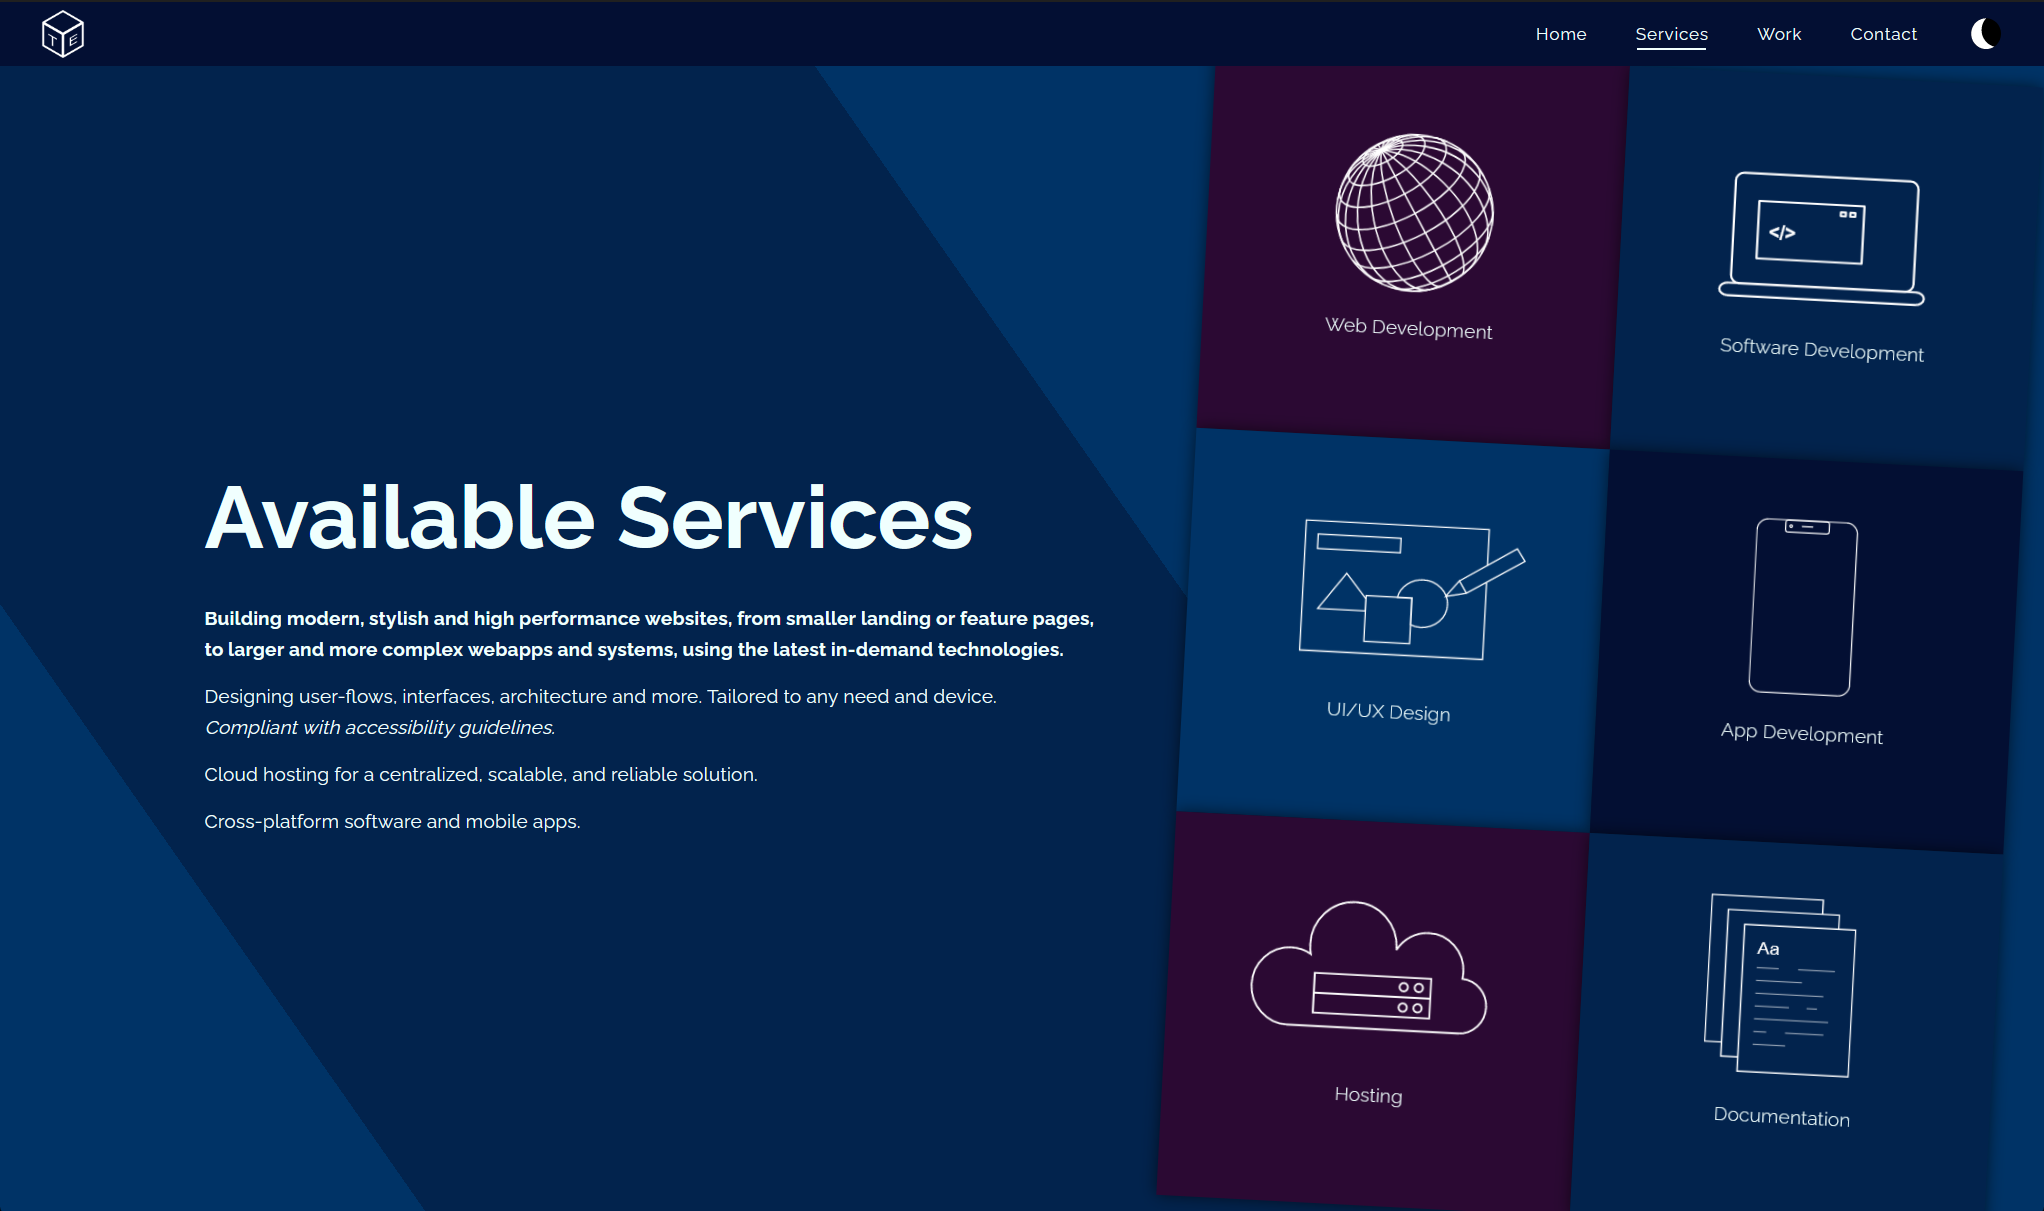 TE
Home
Services
Work
Contact
Available Services
Building modern, stylish and high performance websites, from smaller landing or feature pages,
to larger and more complex webapps and systems, using the latest in-demand technologies.
Designing user-flows, interfaces, architecture and more. Tailored to any need and device.
Compliant with accessibility guidelines.
Cloud hosting for a centralized, scalable, and reliable solution.
Cross-platform software and mobile apps.
Web Development
</>
Software Development
UI/UX Design
App Development
Hosting
Aa
Documentation